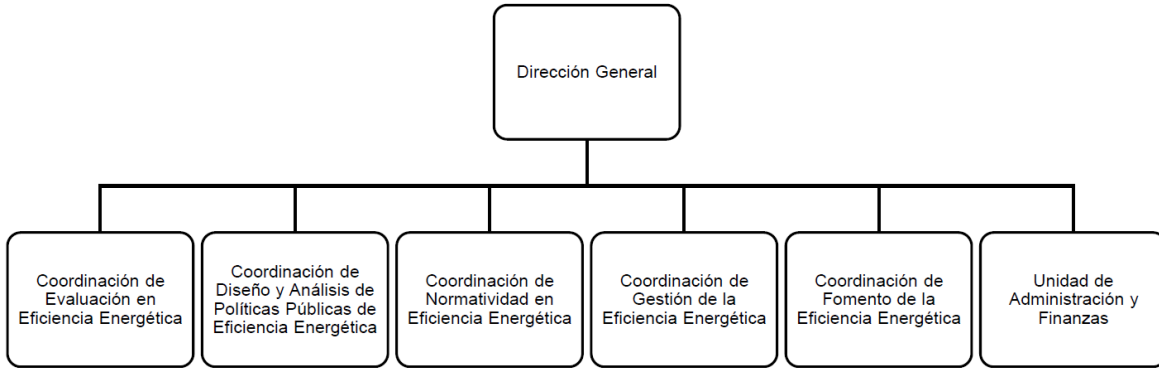 Dirección General
Coordinación de
Evaluación en
Eficiencia Energética
Coordinación de
Diseño y Análisis de
Políticas Públicas de
Eficiencia Energética
Coordinación de
Normatividad en
Eficiencia Energética
Coordinación de
Gestión de la
Eficiencia Energética
Coordinación de
Fomento de la
Eficiencia Energética
Unidad de
Administración y
Finanzas